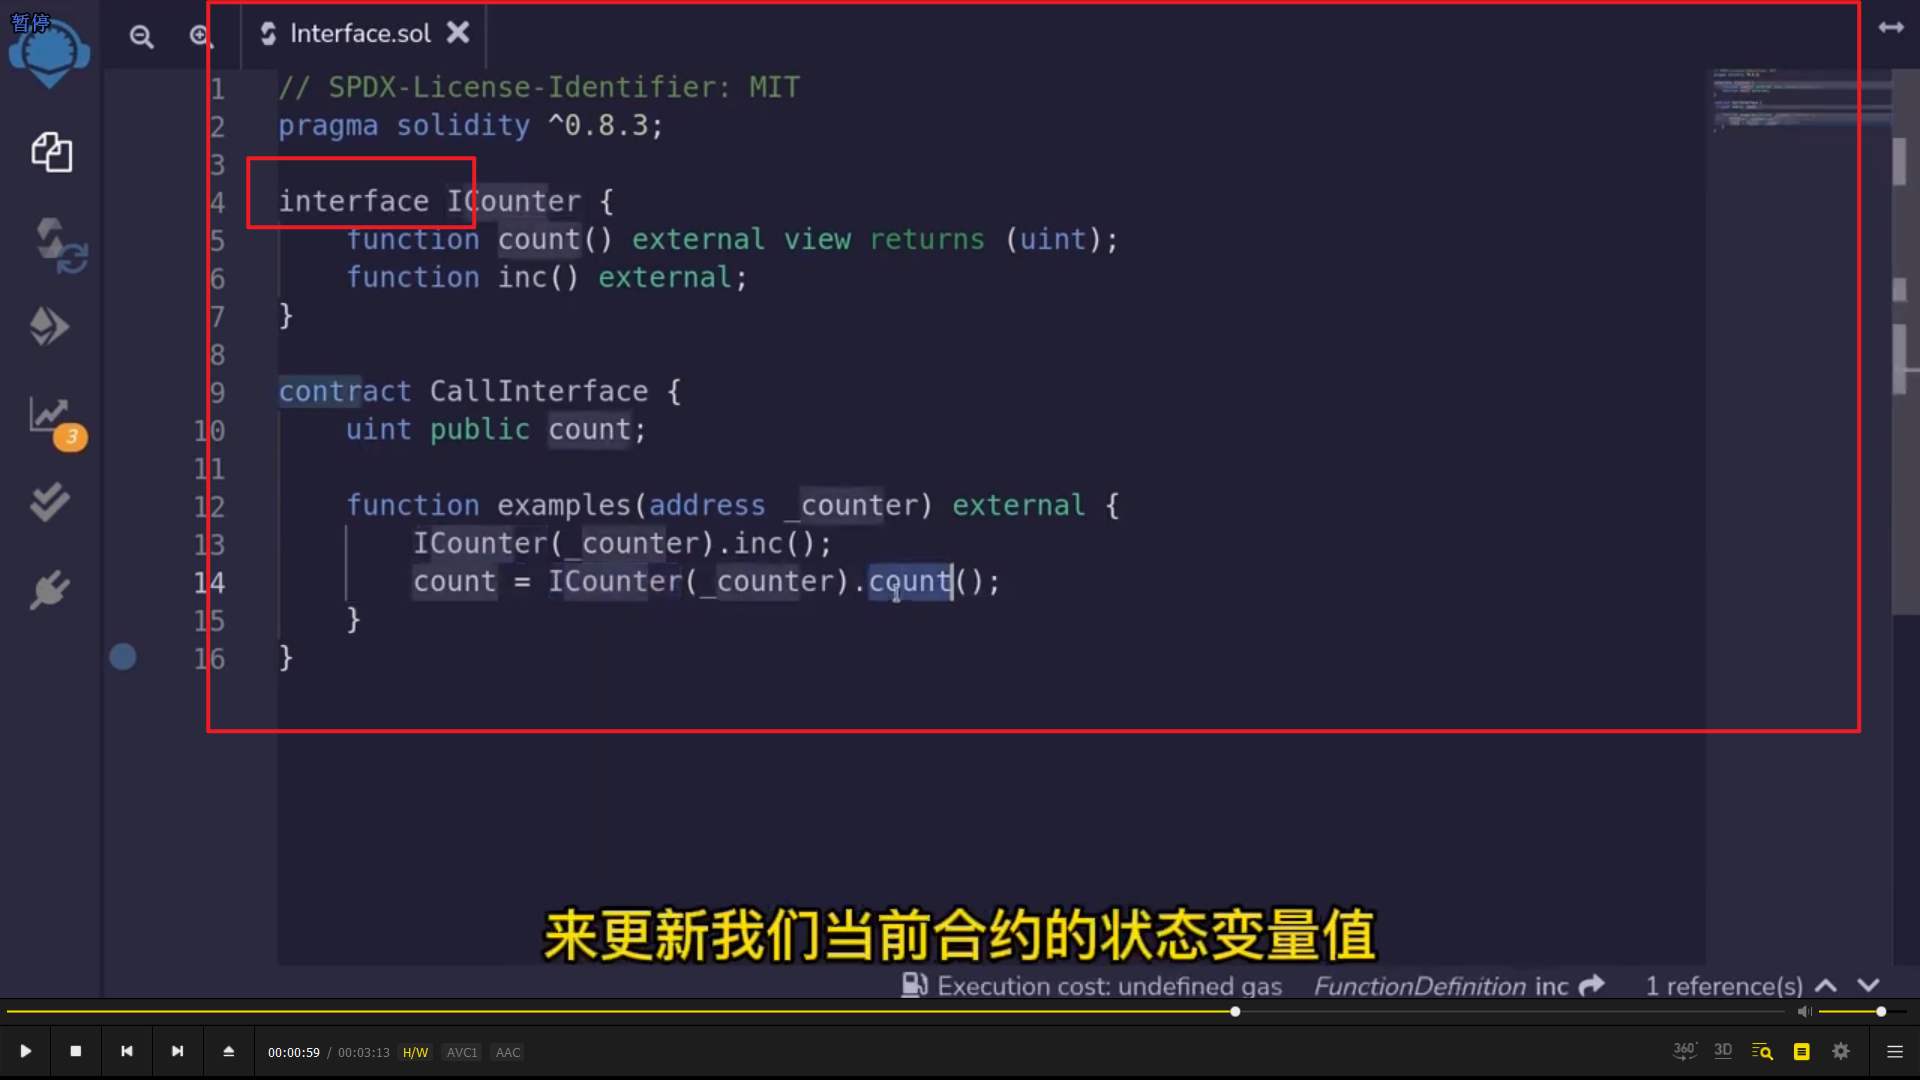 暂停
Interface.sol
1 // SPDX-License-Identifier: MIT
2 pragma solidity ^0.8.3;
3
4 interface ICounter {
5 function count() external view returns (uint);
6 function inc() external;
7 }
8
9 contract CallInterface {
10 uint public count;
11
12 function examples(address _counter) external {
13 ICounter(_counter).inc();
14 count = ICounter(_counter).count();
15 }
16 }
3
来更新我们当前合约的状态变量值
Execution cost: undefined gas FunctionDefinition inc 1 reference(s)
00:00:59 / 00:03:13 H/W AVC1 AAC
360° 3D